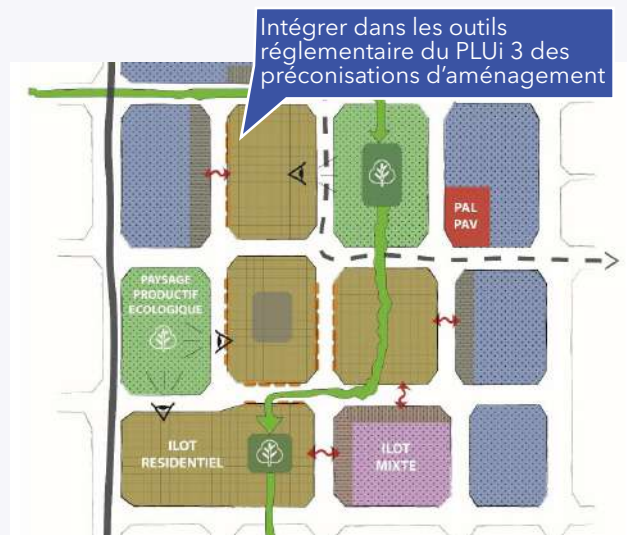 Intégrer dans les outils
réglementaire du PLUi 3 des
préconisations d'aménagement
PAL
PAV
PAYSAGE
PRODUCTIF
ECOLOGIQUE
ILOT
RESIDENTIEL
ILOT
MIXTE